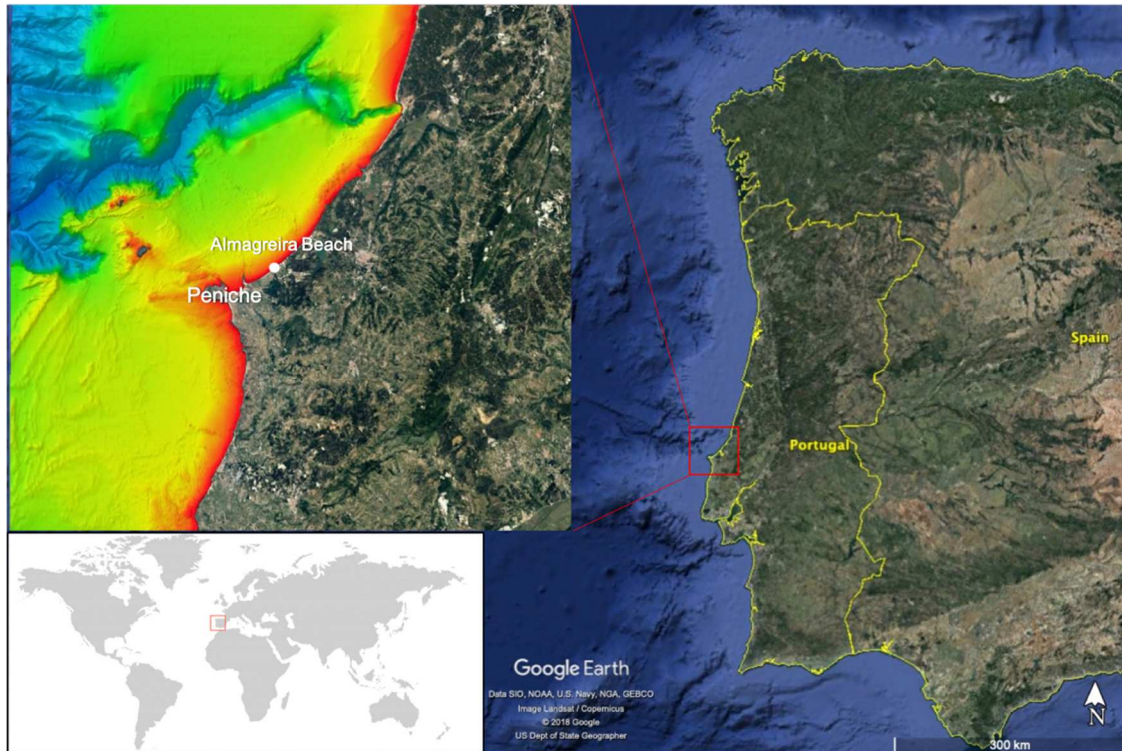 Almagreira Beach
Peniche
Spain
Portugal
Google Earth
Data SIO, NOAA, U.S. Navy, NGA, GEBCO
Image Landsat / Copernicus
© 2018 Google
US Dept of State Geographer
N
300 km